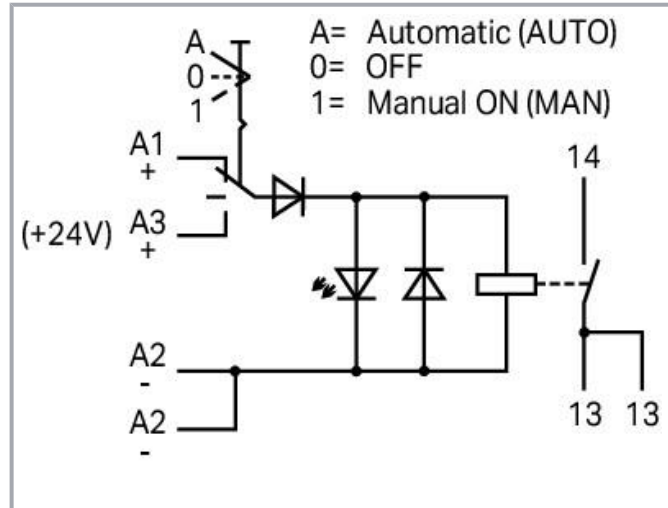 A
0
1
A= Automatic (AUTO)
0= OFF
1= Manual ON (MAN)
A1
+
14
(+24V) A3
+
A2
-
A2
-
13 13